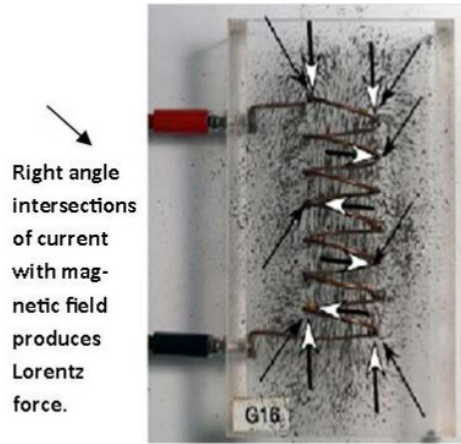 Right angle
intersections
of current
with mag-
netic field
produces
Lorentz
force.
G16